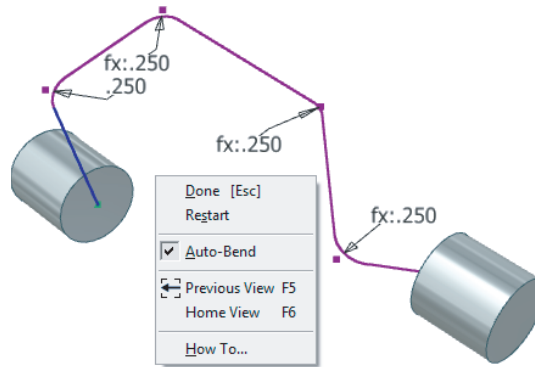 fx:.250
.250
fx:.250
fx:.250
Done [Esc]
Restart
Auto-Bend
Previous View F5
Home View F6
How To...